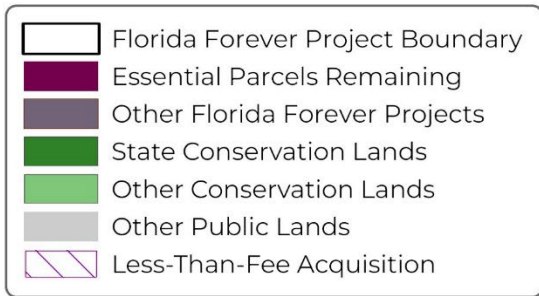 Florida Forever Project Boundary
Essential Parcels Remaining
Other Florida Forever Projects
State Conservation Lands
Other Conservation Lands
Other Public Lands
Less-Than-Fee Acquisition